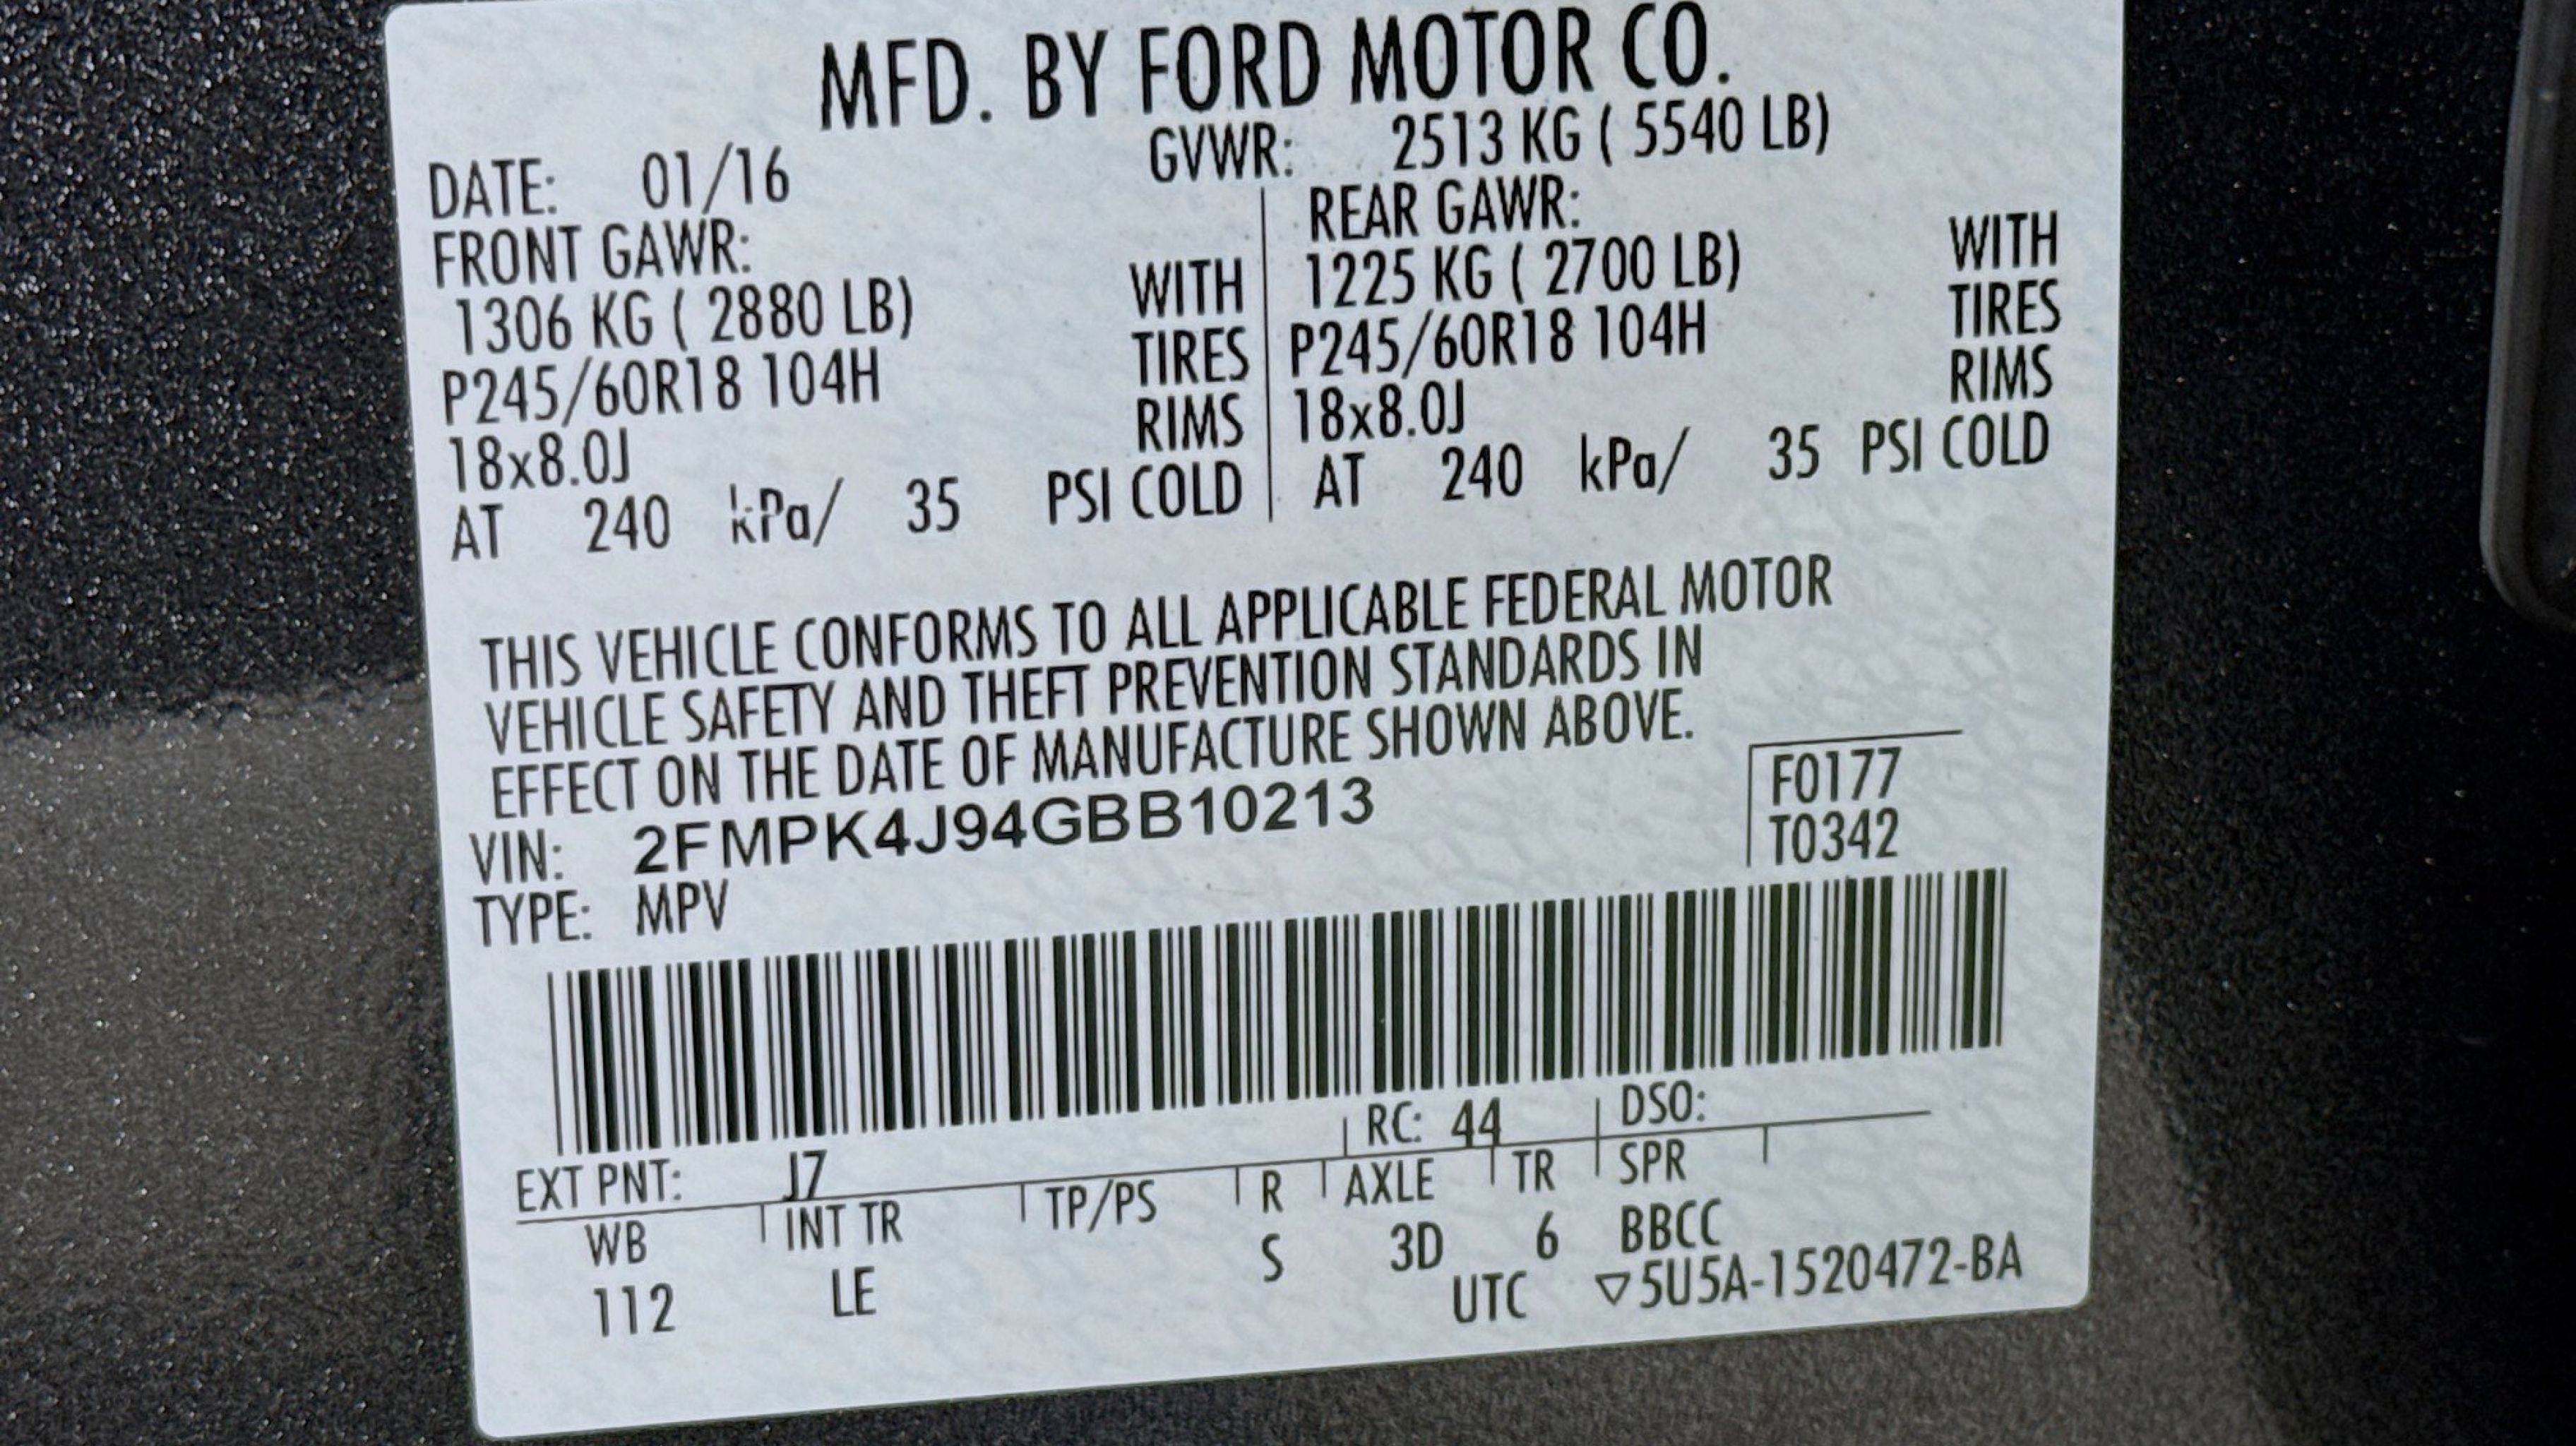 MFD. BY FORD MOTOR CO.
DATE: 01/16 GVWR: 2513 KG ( 5540 LB)
FRONT GAWR: REAR GAWR:
1306 KG ( 2880 LB) WITH 1225 KG ( 2700 LB) WITH
P245/60R18 104H TIRES P245/60R18 104H TIRES
18x8.0J RIMS 18x8.0J RIMS
AT 240 kPa/ 35 PSI COLD AT 240 kPa/ 35 PSI COLD
THIS VEHICLE CONFORMS TO ALL APPLICABLE FEDERAL MOTOR
VEHICLE SAFETY AND THEFT PREVENTION STANDARDS IN
EFFECT ON THE DATE OF MANUFACTURE SHOWN ABOVE.
VIN: 2FMPK4J94GBB10213 F0177
TYPE: MPV T0342
EXT PNT: J7 RC: 44 DSO:
WB INT TR TP/PS R AXLE TR SPR
112 LE S 3D 6 BBCC
UTC ▽5U5A-1520472-BA